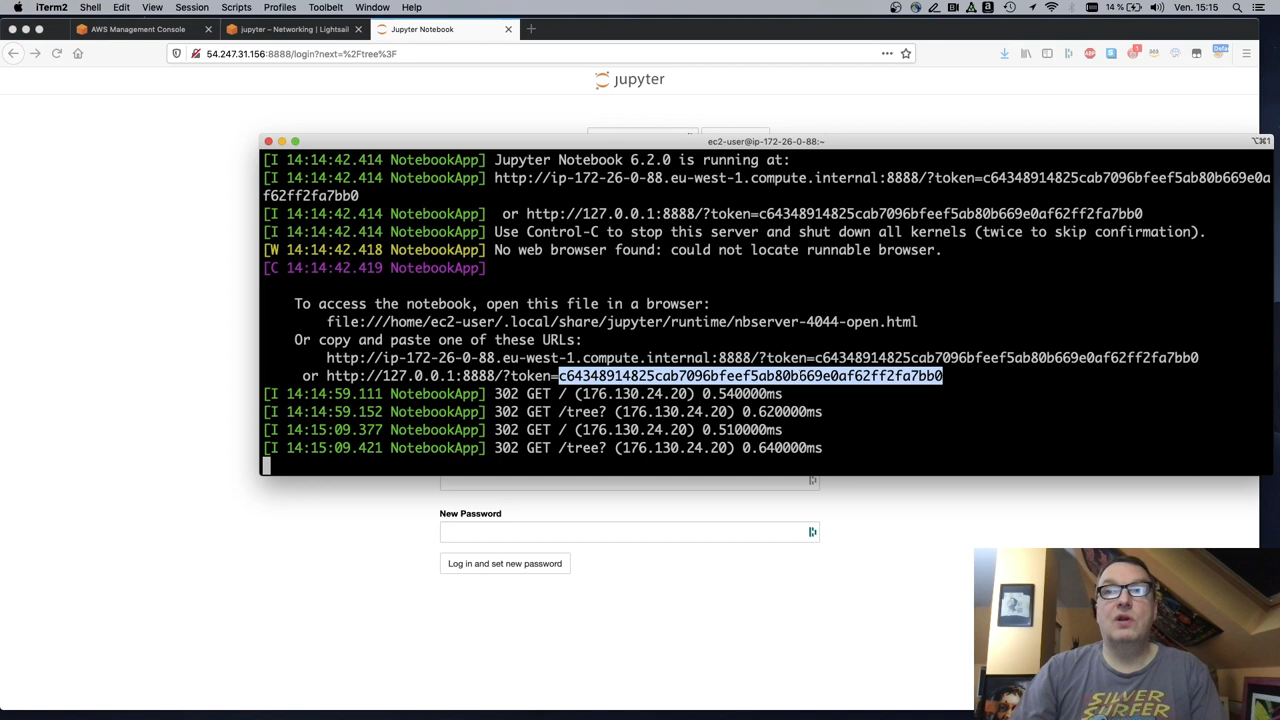 iTerm2 Shell Edit View Session Scripts Profiles Toolbelt Window Help 14 % Ven. 15:15
AWS Management Console jupyter – Networking | Lightsail Jupyter Notebook
54.247.31.156:8888/login?next=%2Ftree%3F
jupyter
ec2-user@ip-172-26-0-88:~
[I 14:14:42.414 NotebookApp] Jupyter Notebook 6.2.0 is running at:
[I 14:14:42.414 NotebookApp] http://ip-172-26-0-88.eu-west-1.compute.internal:8888/?token=c64348914825cab7096bfeef5ab80b669e0a
f62ff2fa7bb0
[I 14:14:42.414 NotebookApp]  or http://127.0.0.1:8888/?token=c64348914825cab7096bfeef5ab80b669e0af62ff2fa7bb0
[I 14:14:42.414 NotebookApp] Use Control-C to stop this server and shut down all kernels (twice to skip confirmation).
[W 14:14:42.418 NotebookApp] No web browser found: could not locate runnable browser.
[C 14:14:42.419 NotebookApp]
To access the notebook, open this file in a browser:
file:///home/ec2-user/.local/share/jupyter/runtime/nbserver-4044-open.html
Or copy and paste one of these URLs:
http://ip-172-26-0-88.eu-west-1.compute.internal:8888/?token=c64348914825cab7096bfeef5ab80b669e0af62ff2fa7bb0
or http://127.0.0.1:8888/?token=c64348914825cab7096bfeef5ab80b669e0af62ff2fa7bb0
[I 14:14:59.111 NotebookApp] 302 GET / (176.130.24.20) 0.540000ms
[I 14:14:59.152 NotebookApp] 302 GET /tree? (176.130.24.20) 0.620000ms
[I 14:15:09.377 NotebookApp] 302 GET / (176.130.24.20) 0.510000ms
[I 14:15:09.421 NotebookApp] 302 GET /tree? (176.130.24.20) 0.640000ms
New Password
Log in and set new password
SILVER
SURFER